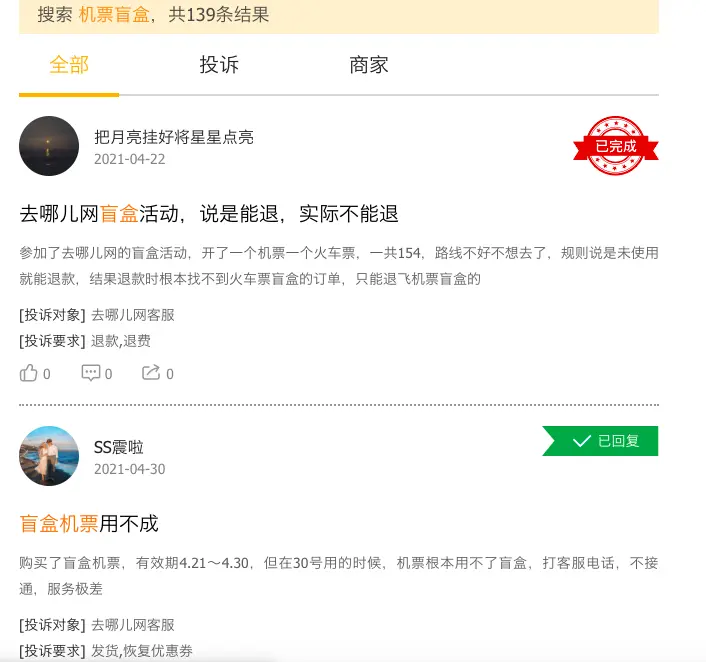 搜索 机票盲盒，共139条结果
全部 投诉 商家
把月亮挂好将星星点亮
2021-04-22
已完成
去哪儿网盲盒活动，说是能退，实际不能退
参加了去哪儿网的盲盒活动，开了一个机票一个火车票，一共154，路线不好不想去了，规则说是未使用
就能退款，结果退款时根本找不到火车票盲盒的订单，只能退飞机票盲盒的
[投诉对象] 去哪儿网客服
[投诉要求] 退款,退费
0 0 0
SS震啦
2021-04-30
已回复
盲盒机票用不成
购买了盲盒机票，有效期4.21～4.30，但在30号用的时候，机票根本用不了盲盒，打客服电话，不接
通，服务极差
[投诉对象] 去哪儿网客服
[投诉要求] 发货,恢复优惠券